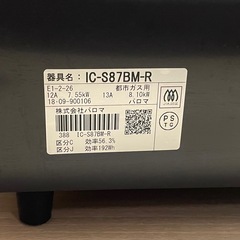 器具名：IC-S87BM-R
E1-2-26 都市ガス用
12A 7.55kW 13A 8.10kW
18·09-900106 パロマ
株式会社パロマ
388 IC-S87BM-R
区分C 効率56.3%
区分J 効率192Wh
PS
TG